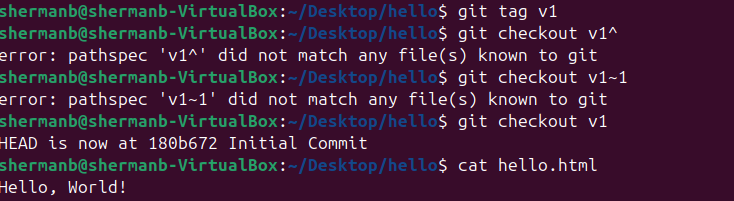 shermanb@shermanb-VirtualBox:~/Desktop/hello$ git tag v1
shermanb@shermanb-VirtualBox:~/Desktop/hello$ git checkout v1^
error: pathspec 'v1^' did not match any file(s) known to git
shermanb@shermanb-VirtualBox:~/Desktop/hello$ git checkout v1~1
error: pathspec 'v1~1' did not match any file(s) known to git
shermanb@shermanb-VirtualBox:~/Desktop/hello$ git checkout v1
HEAD is now at 180b672 Initial Commit
shermanb@shermanb-VirtualBox:~/Desktop/hello$ cat hello.html
Hello, World!